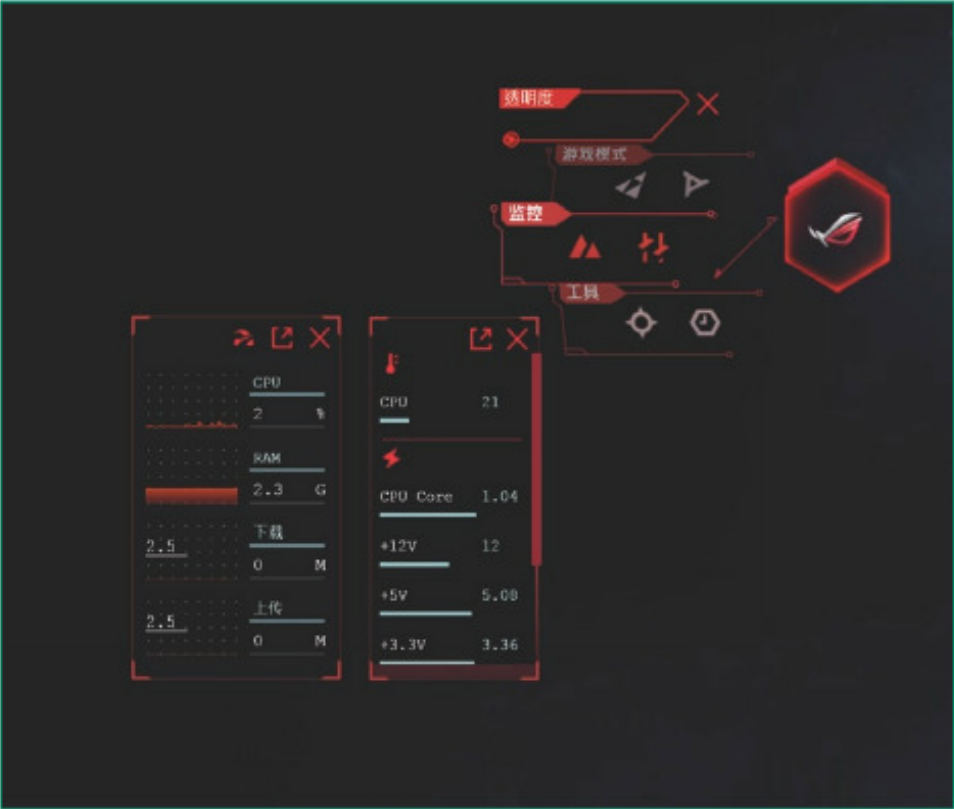 透明度
游戏模式
监控
工具
CPU
2 %
RAM
2.3 G
2.5
下载
0 M
2.5
上传
0 M
CPU 21
CPU Core 1.04
+12V 12
+5V 5.08
+3.3V 3.36